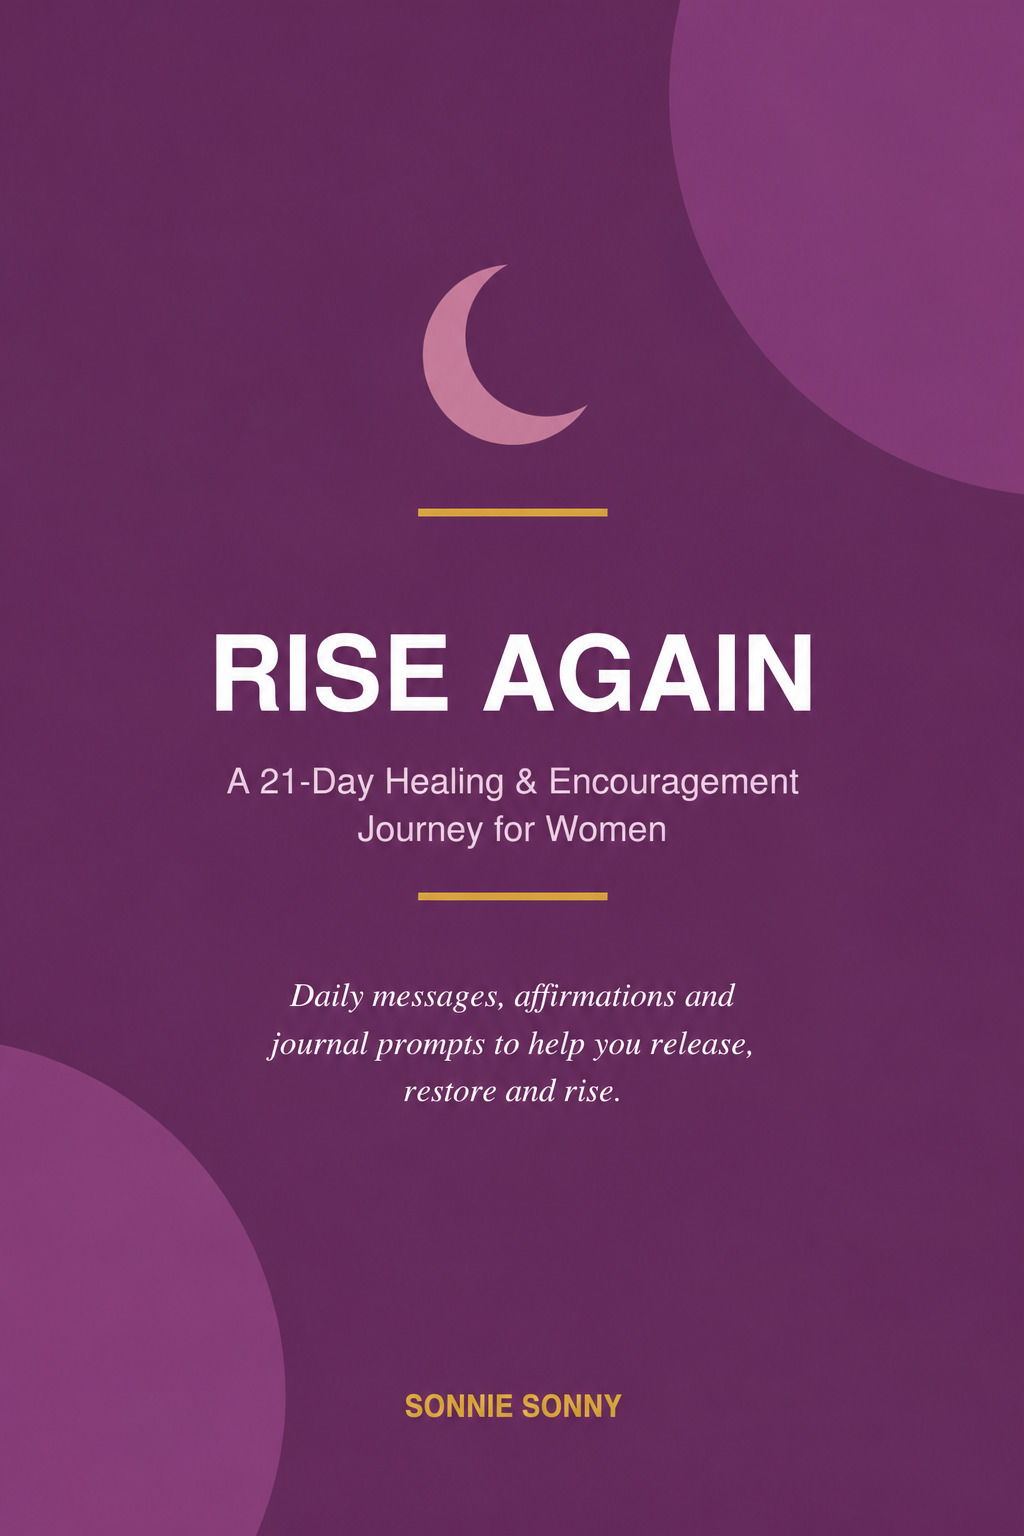 RISE AGAIN
A 21-Day Healing & Encouragement
Journey for Women
Daily messages, affirmations and
journal prompts to help you release,
restore and rise.
SONNIE SONNY